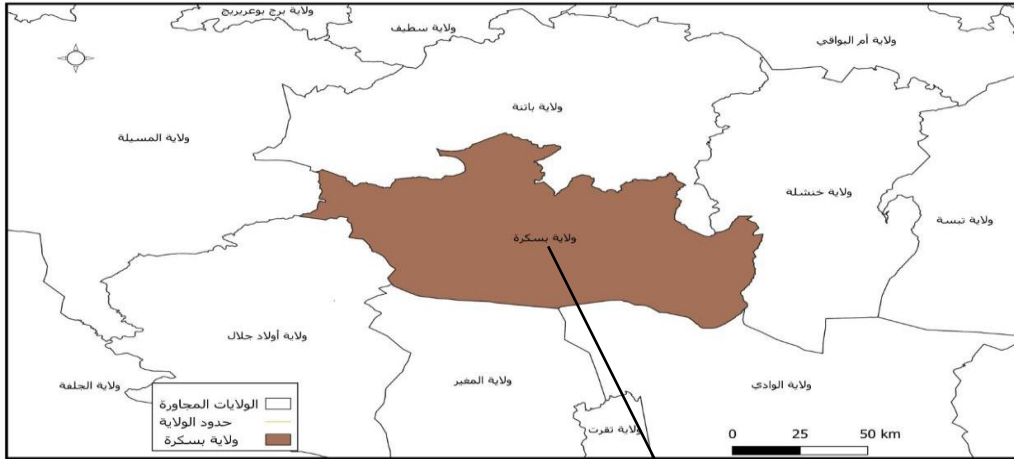 ولاية برج بوعريريج
ولاية سطيف
ولاية أم البواقي
ولاية باتنة
ولاية المسيلة
ولاية خنشلة
ولاية تبسة
ولاية بسكرة
ولاية أولاد جلال
ولاية المغير
ولاية الوادي
ولاية الجلفة
ولاية تقرت
الولايات المجاورة
حدود الولاية
ولاية بسكرة
0 25 50 km